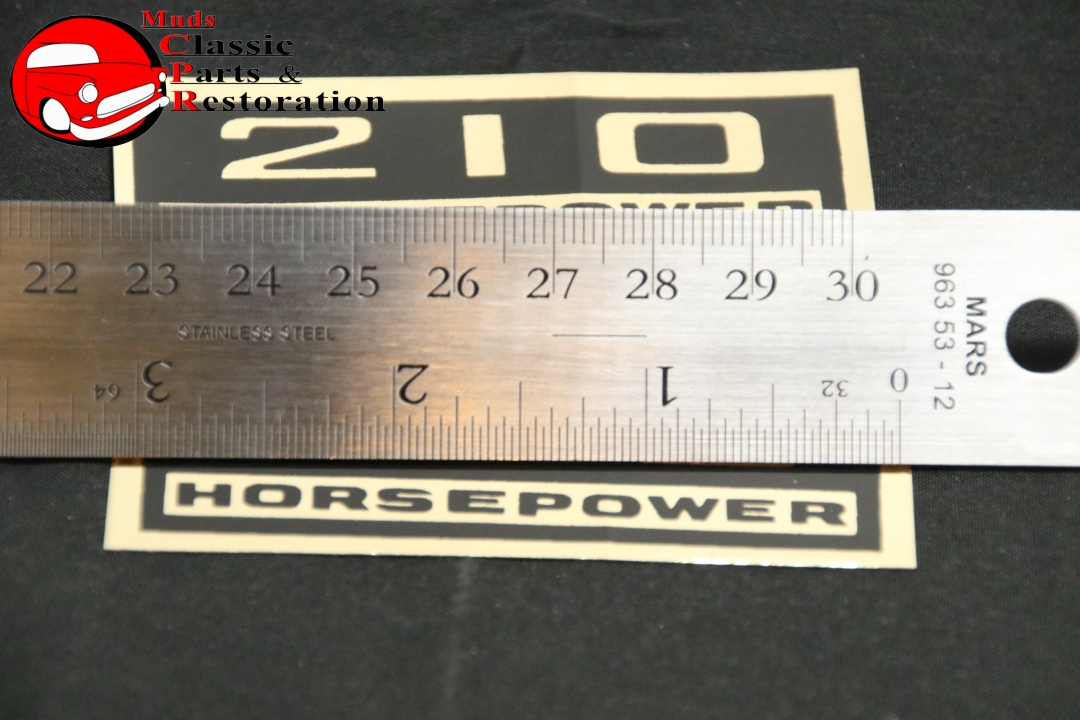 Muds
Classic
Parts &
Restoration
210
HORSEPOWER
22 23 24 25 26 27 28 29 30
STAINLESS STEEL
MARS
963 53 - 12
64 3 2 1 32 0
HORSEPOWER